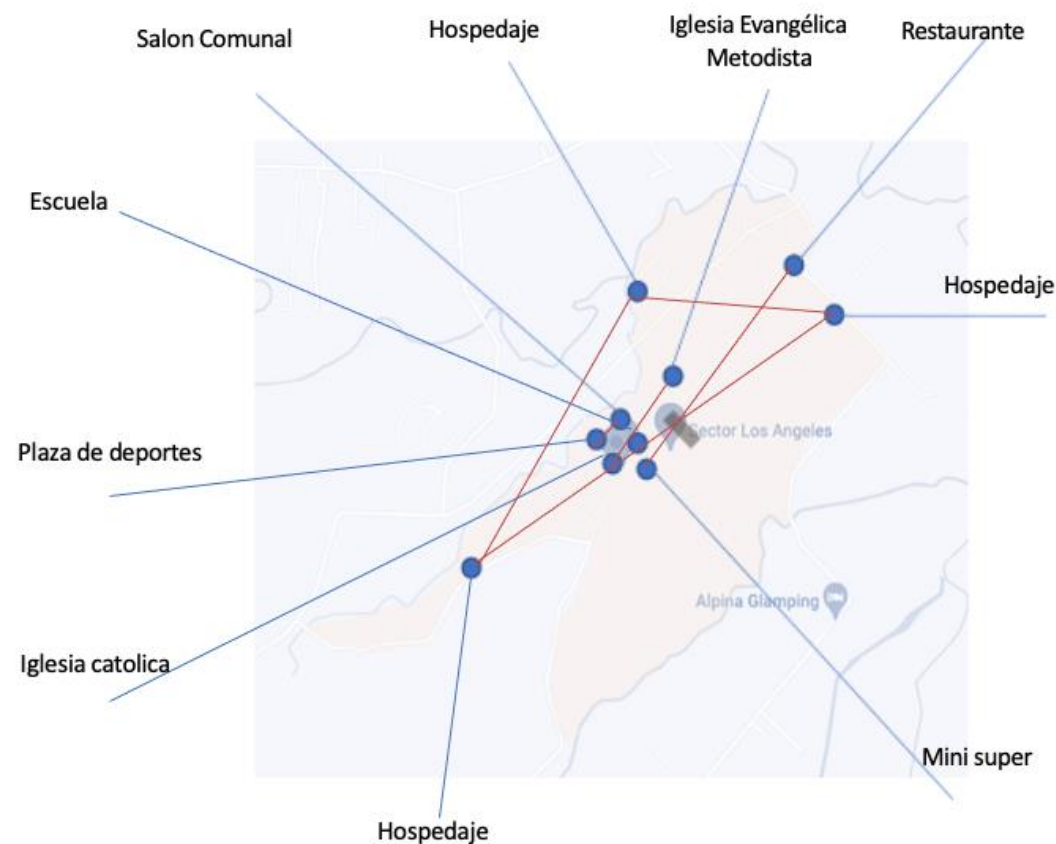 Salon Comunal
Hospedaje
Iglesia Evangélica
Metodista
Restaurante
Escuela
Hospedaje
Plaza de deportes
Sector Los Angeles
Alpina Glamping
Iglesia catolica
Mini super
Hospedaje